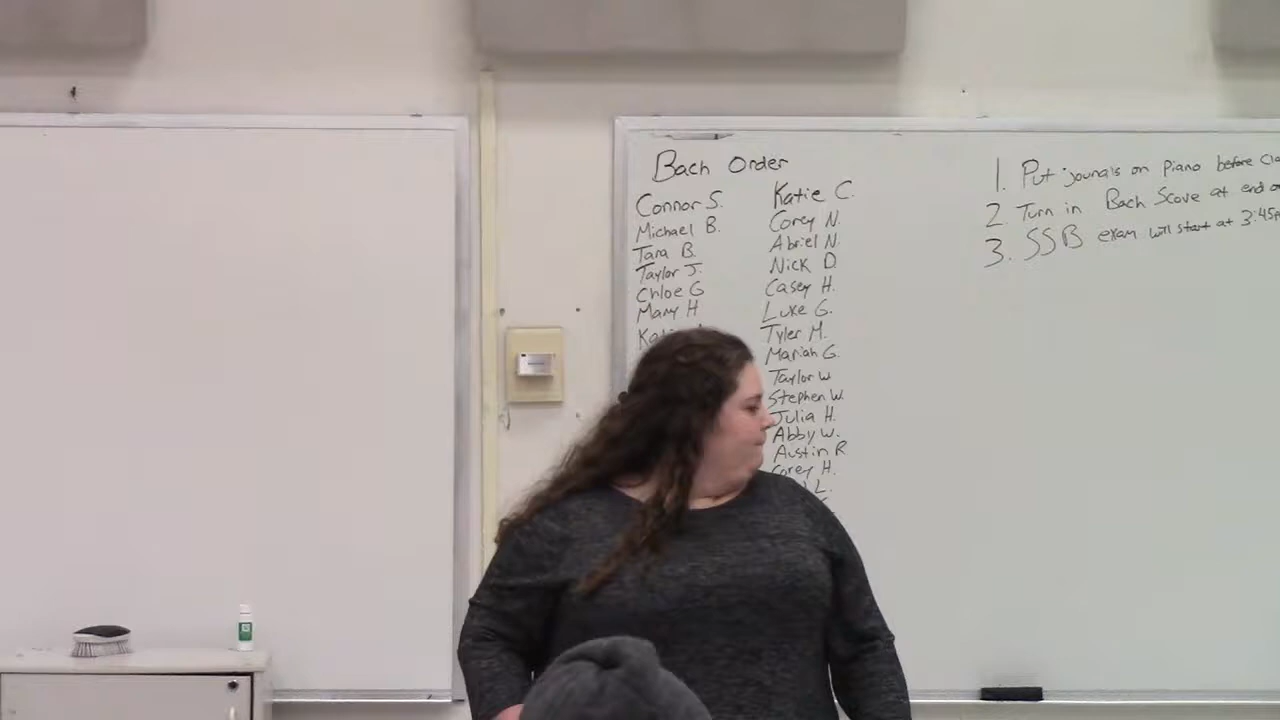 Bach Order
Connor S.
Michael B.
Tara B.
Taylor J.
Chloe G
Mary H
Katie C.
Corey N.
Abriel N.
Nick D.
Casey H.
Luke G.
Tyler M.
Mariah G.
Taylor W
Stephen W.
Julia H.
Abby W.
Austin R
Corey H.
L.
1. Put journals on Piano before
2. Turn in Bach Score at end
3. SSB exam will start at 3:45